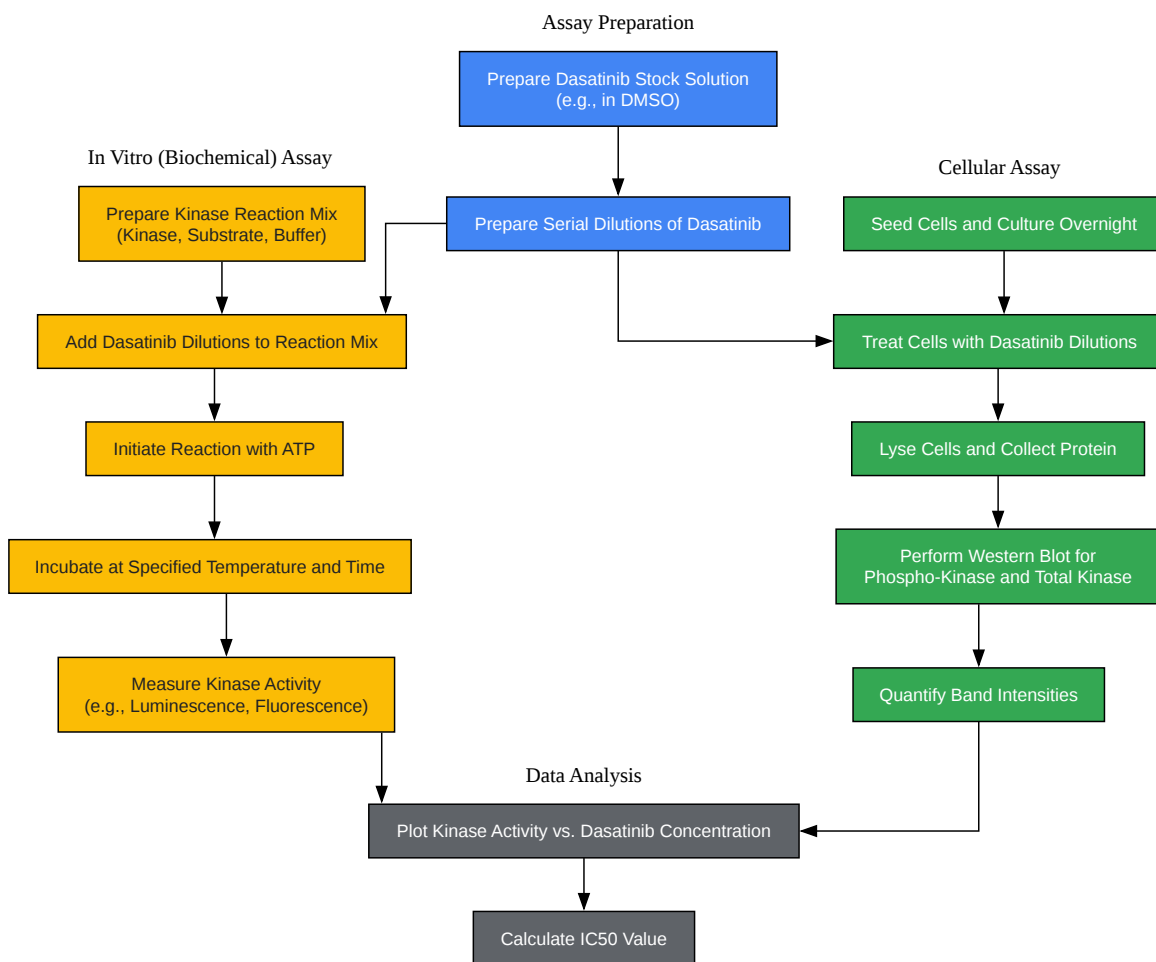 Assay Preparation
Prepare Dasatinib Stock Solution
(e.g., in DMSO)
Prepare Serial Dilutions of Dasatinib
In Vitro (Biochemical) Assay
Prepare Kinase Reaction Mix
(Kinase, Substrate, Buffer)
Add Dasatinib Dilutions to Reaction Mix
Initiate Reaction with ATP
Incubate at Specified Temperature and Time
Measure Kinase Activity
(e.g., Luminescence, Fluorescence)
Cellular Assay
Seed Cells and Culture Overnight
Treat Cells with Dasatinib Dilutions
Lyse Cells and Collect Protein
Perform Western Blot for
Phospho-Kinase and Total Kinase
Quantify Band Intensities
Data Analysis
Plot Kinase Activity vs. Dasatinib Concentration
Calculate IC50 Value